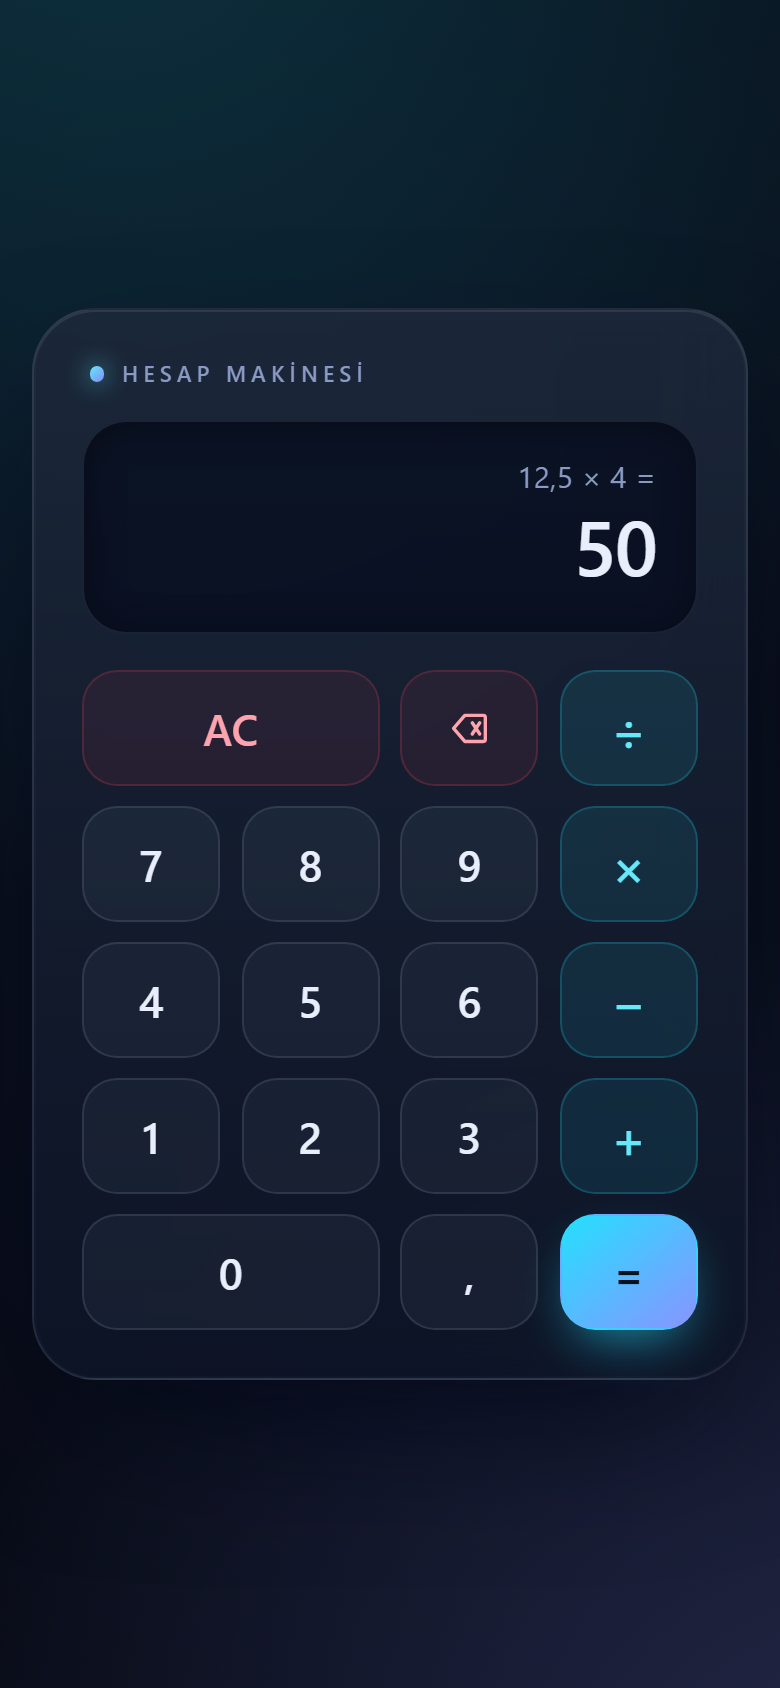 HESAP MAKİNESİ
12,5 × 4 =
50
AC ÷
7 8 9 ×
4 5 6 −
1 2 3 +
0 , =